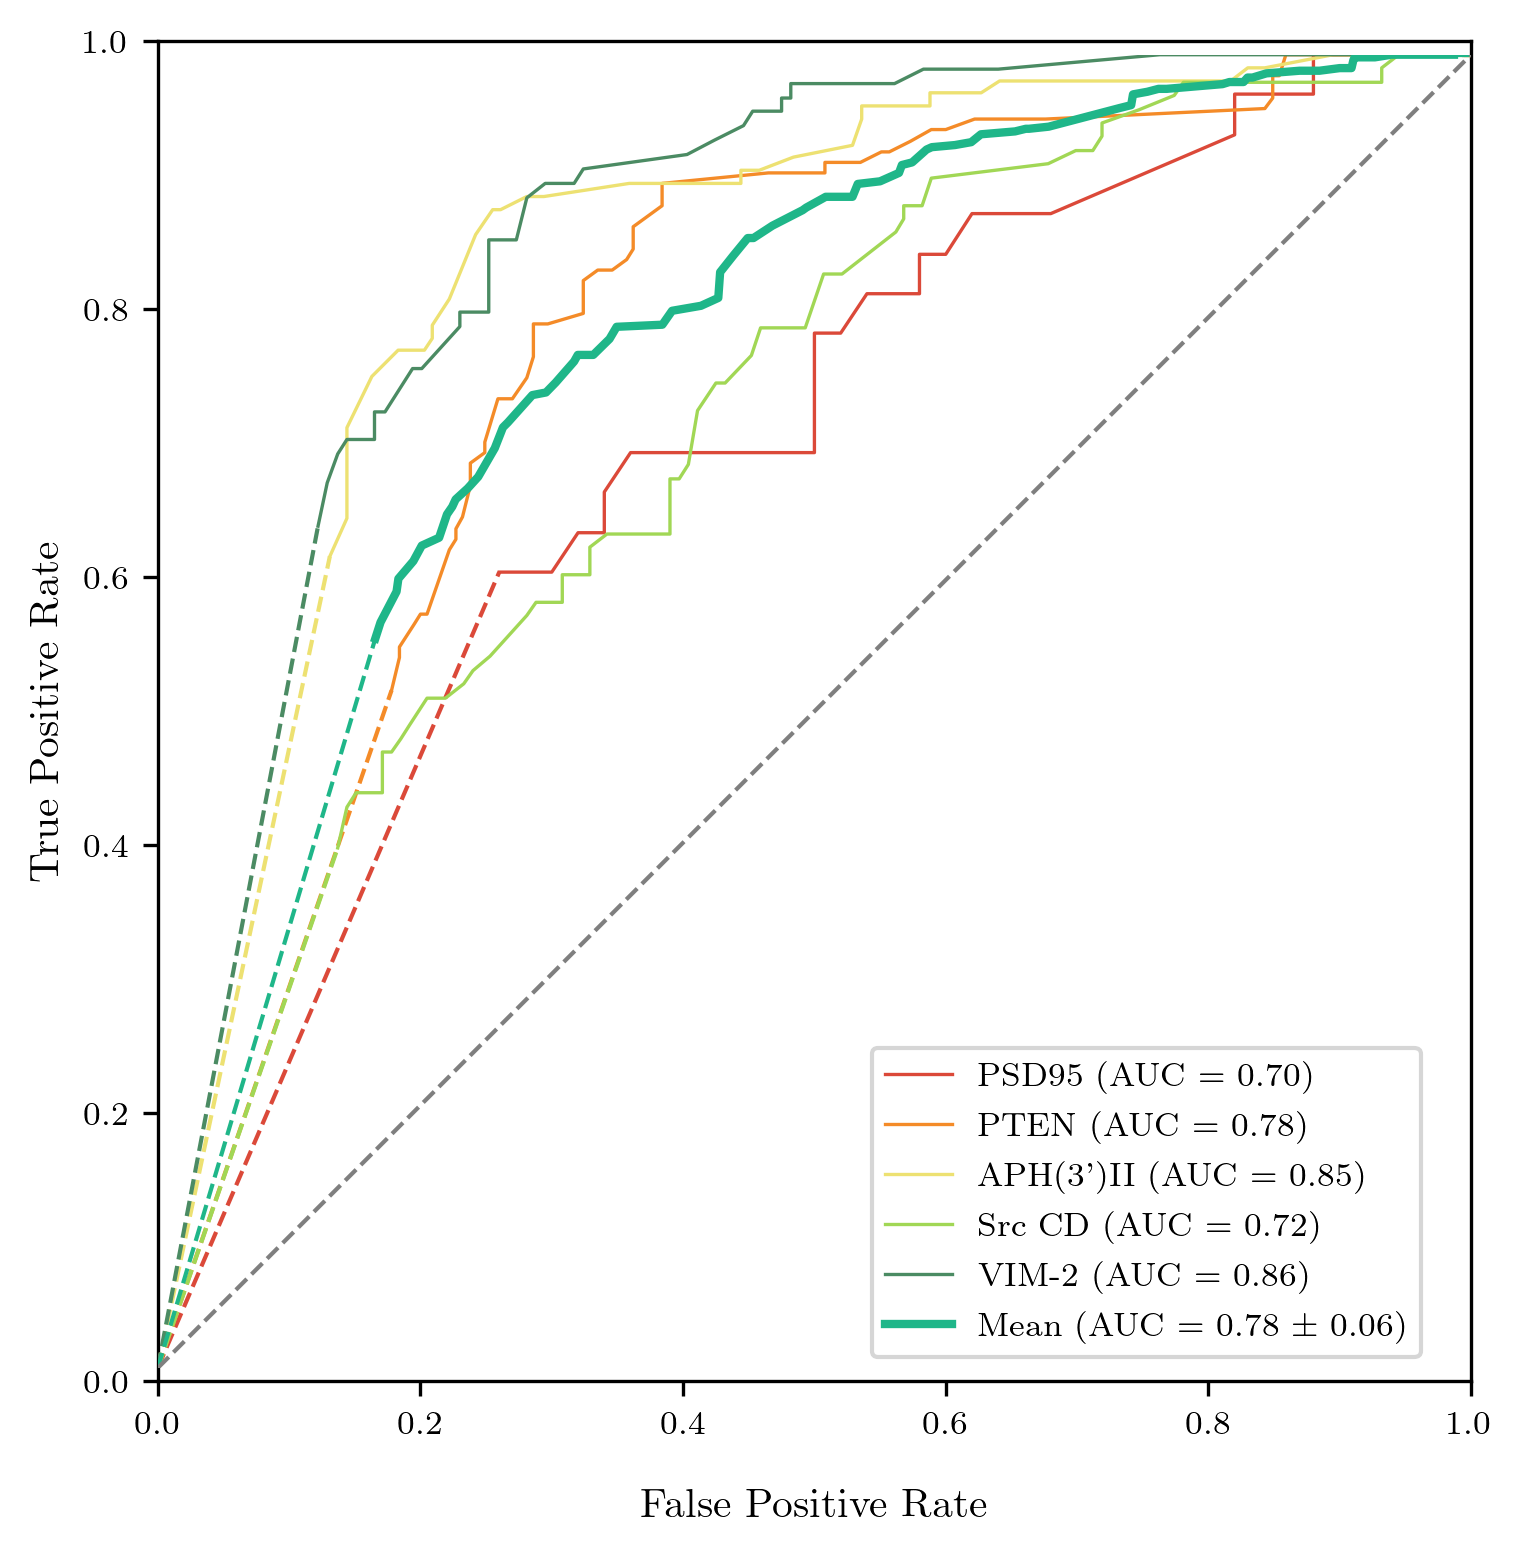 1.0
0.8
0.6
0.4
0.2
0.0
True Positive Rate
PSD95 (AUC = 0.70)
PTEN (AUC = 0.78)
APH(3’)II (AUC = 0.85)
Src CD (AUC = 0.72)
VIM-2 (AUC = 0.86)
Mean (AUC = 0.78 ± 0.06)
0.0 0.2 0.4 0.6 0.8 1.0
False Positive Rate